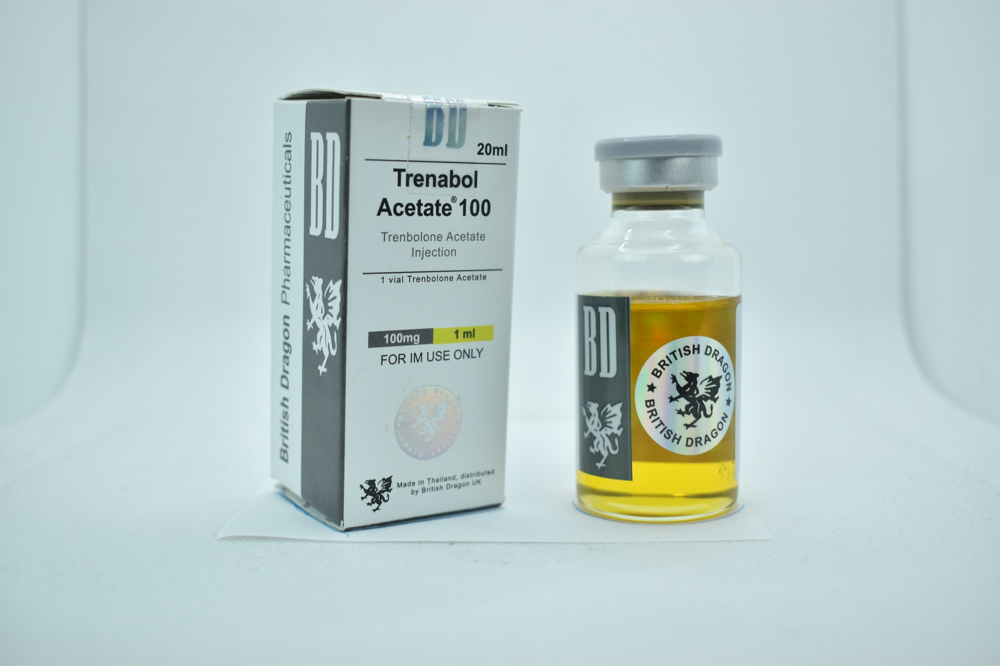 British Dragon Pharmaceuticals
BD
BD
20ml
Trenabol
Acetate® 100
Trenbolone Acetate
Injection
1 vial Trenbolone Acetate
100mg 1 ml
FOR IM USE ONLY
Made in Thailand, distributed
by British Dragon UK
BD
BRITISH DRAGON
BRITISH DRAGON